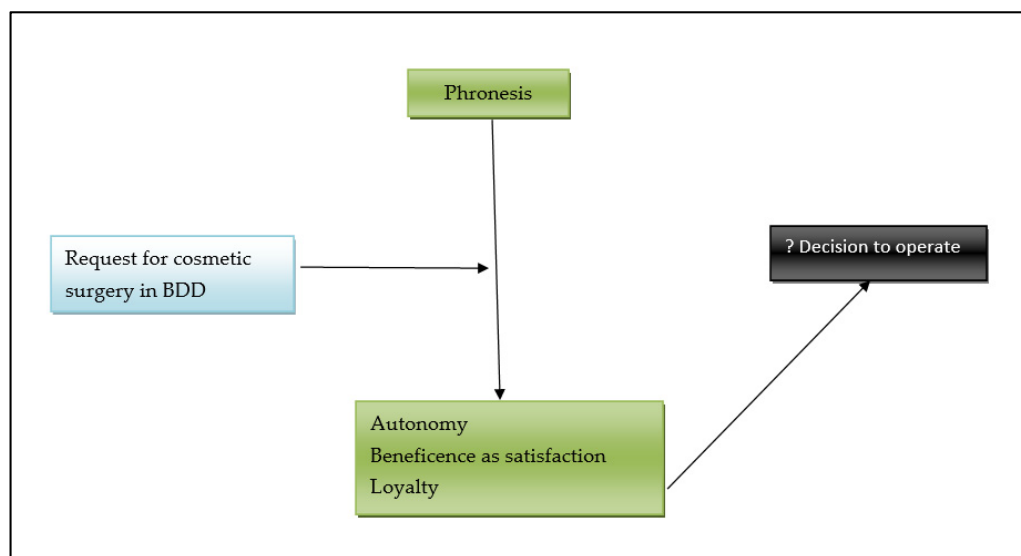 Phronesis
Request for cosmetic
surgery in BDD
? Decision to operate
Autonomy
Beneficence as satisfaction
Loyalty